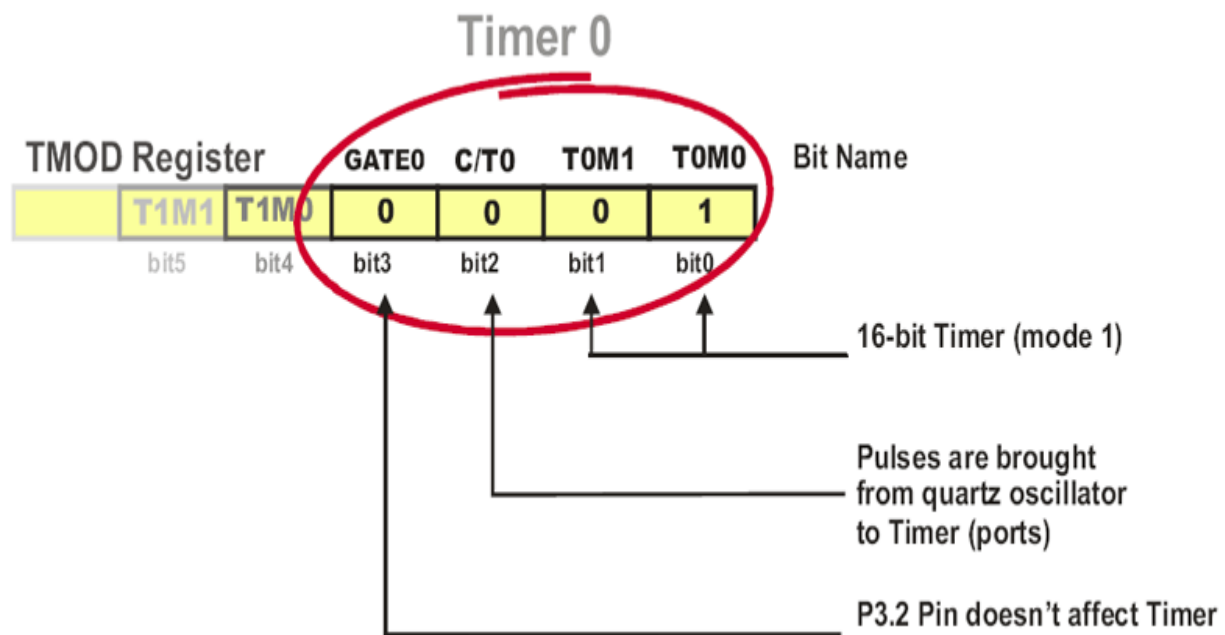 Timer 0
TMOD Register GATE0 C/T0 T0M1 T0M0 Bit Name
T1M1 T1M0 0 0 0 1
bit5 bit4 bit3 bit2 bit1 bit0
16-bit Timer (mode 1)
Pulses are brought
from quartz oscillator
to Timer (ports)
P3.2 Pin doesn't affect Timer